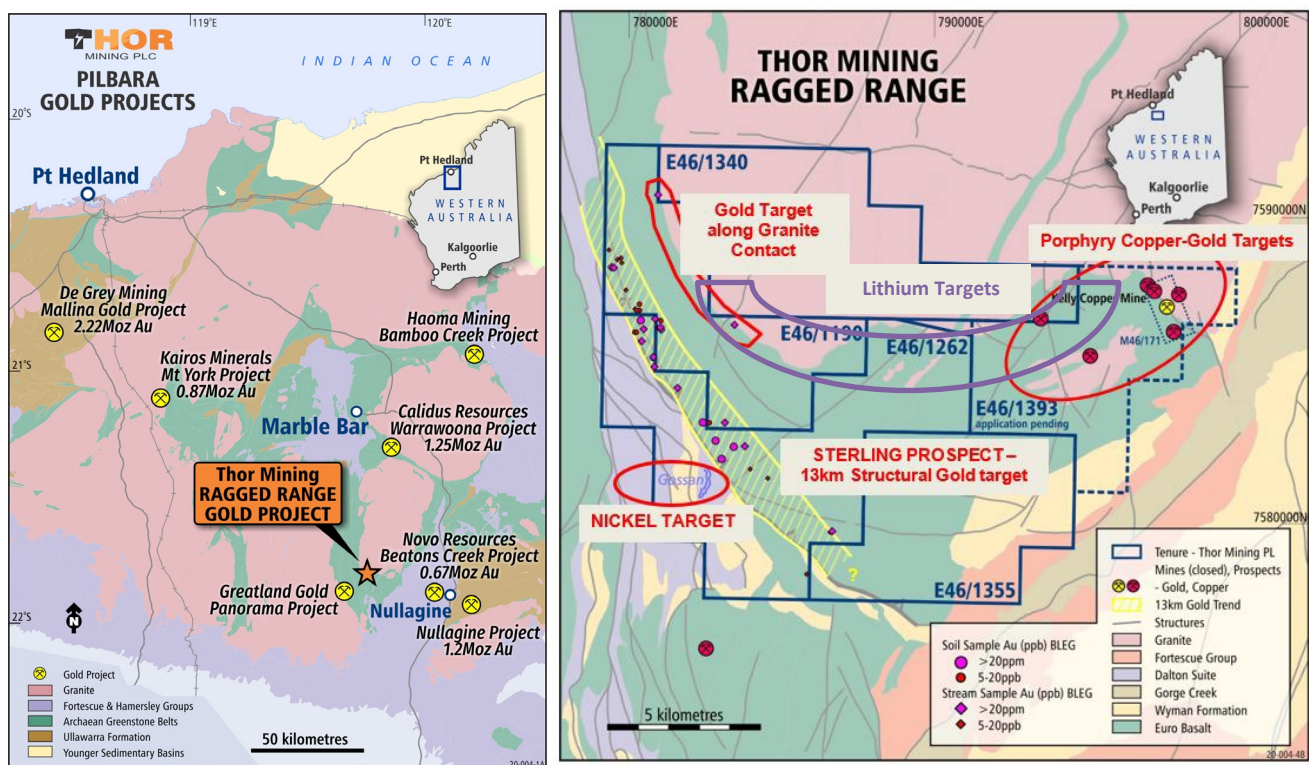 119°E
120°E
THOR
MINING PLC
PILBARA
GOLD PROJECTS
INDIAN OCEAN
20°S
Pt Hedland
Pt Hedland
WESTERN
AUSTRALIA
Kalgoorlie
Perth
De Grey Mining
Mallina Gold Project
2.22Moz Au
Haoma Mining
Bamboo Creek Project
21°S
Kairos Minerals
Mt York Project
0.87Moz Au
Marble Bar
Calidus Resources
Warrawoona Project
1.25Moz Au
Thor Mining
RAGGED RANGE
GOLD PROJECT
Novo Resources
Beatons Creek Project
0.67Moz Au
Greatland Gold
Panorama Project
Nullagine
22°S
Nullagine Project
1.2Moz Au
N
Gold Project
Granite
Fortescue & Hamersley Groups
Archaean Greenstone Belts
Ullawarra Formation
Younger Sedimentary Basins
50 kilometres
20-004-1A
780000E
790000E
800000E
THOR MINING
RAGGED RANGE
Pt Hedland
WESTERN
AUSTRALIA
Kalgoorlie
Perth
E46/1340
7590000N
Gold Target
along Granite
Contact
Porphyry Copper-Gold Targets
Lithium Targets
Kelly Copper Mine
E46/1190
E46/1262
M46/171
E46/1393
application pending
STERLING PROSPECT–
13km Structural Gold target
Gossan
NICKEL TARGET
7580000N
?
E46/1355
Tenure - Thor Mining PL
Mines (closed), Prospects
- Gold, Copper
13km Gold Trend
Structures
Granite
Fortescue Group
Dalton Suite
Gorge Creek
Wyman Formation
Euro Basalt
Soil Sample Au (ppb) BLEG
>20ppm
5-20ppb
Stream Sample Au (ppb) BLEG
>20ppm
5-20ppb
5 kilometres
20-004-4B